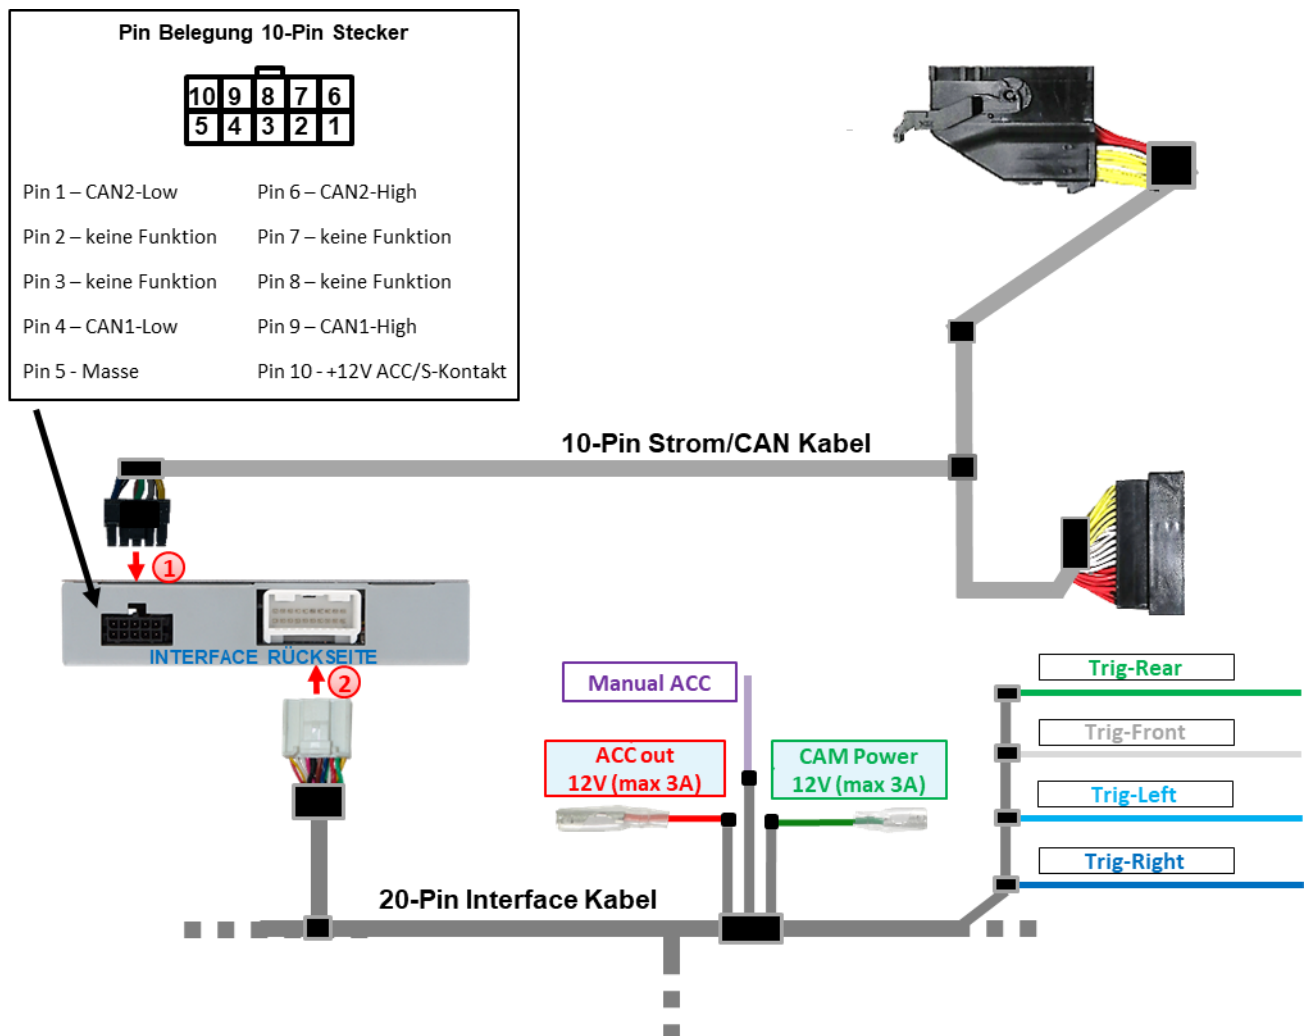 Pin Belegung 10-Pin Stecker
10 9 8 7 6
5 4 3 2 1
Pin 1 – CAN2-Low
Pin 6 – CAN2-High
Pin 2 – keine Funktion
Pin 7 – keine Funktion
Pin 3 – keine Funktion
Pin 8 – keine Funktion
Pin 4 – CAN1-Low
Pin 9 – CAN1-High
Pin 5 - Masse
Pin 10 - +12V ACC/S-Kontakt
10-Pin Strom/CAN Kabel
1
INTERFACE RÜCKSEITE
2
Manual ACC
ACC out
12V (max 3A)
CAM Power
12V (max 3A)
Trig-Rear
Trig-Front
Trig-Left
Trig-Right
20-Pin Interface Kabel